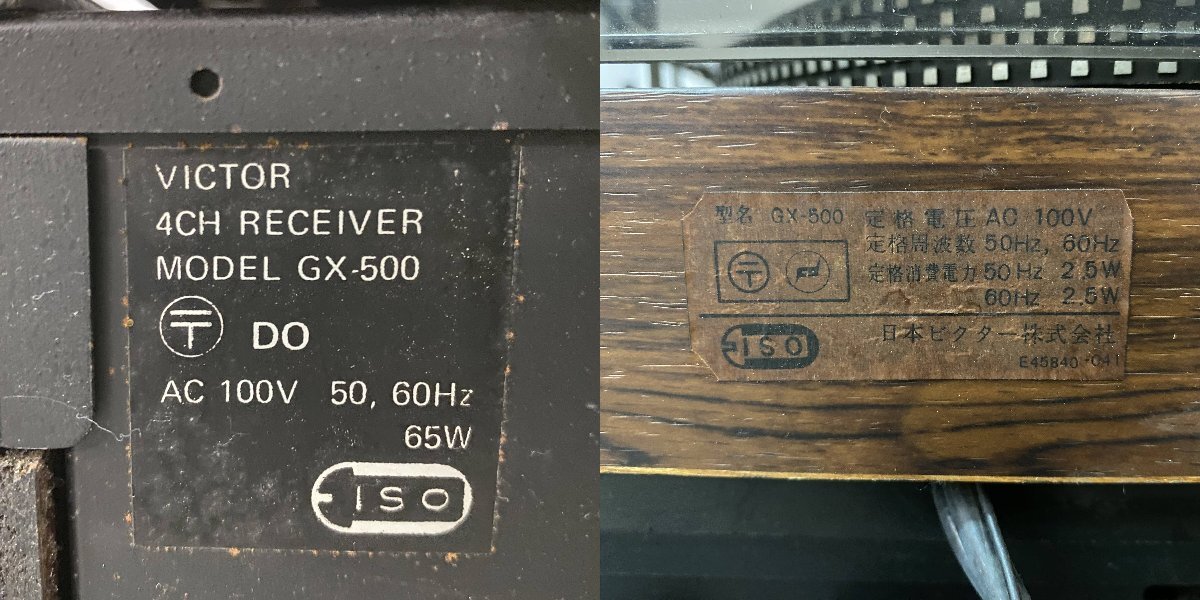 VICTOR
4CH RECEIVER
MODEL GX-500
〒 DO
AC 100V 50, 60Hz
65W
ISO
型名 GX-500 定格電圧 AC 100V
定格周波数 50Hz, 60Hz
〒
定格消費電力 50Hz 2.5W
60Hz 2.5W
日本ビクター株式会社
ISO
E45840-041